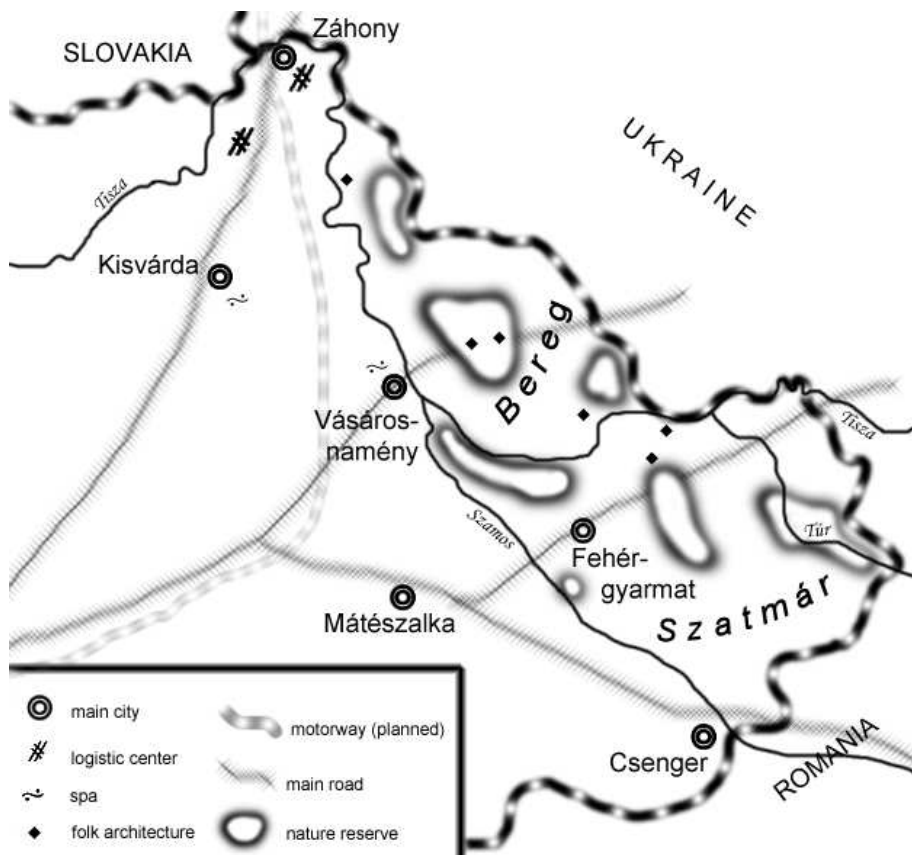 Záhony
SLOVAKIA
UKRAINE
Tisza
Kisvárda
Bereg
Vásáros-
namény
Tisza
Szamos
Túr
Fehér-
gyarmat
Mátészalka
Szatmár
Csenger
ROMANIA
main city
logistic center
spa
folk architecture
motorway (planned)
main road
nature reserve